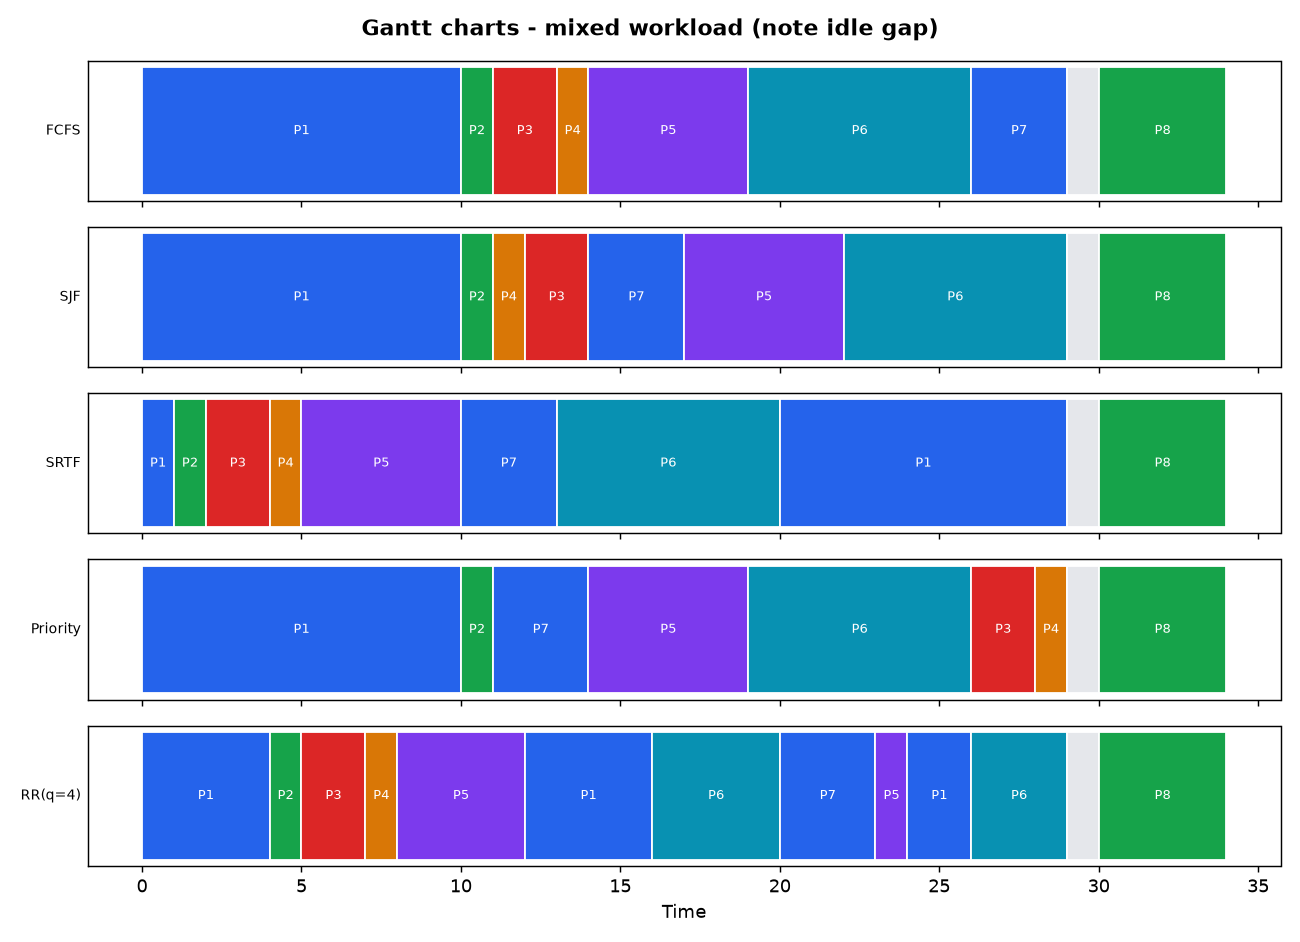 Gantt charts - mixed workload (note idle gap)
FCFS P1 P2 P3 P4 P5 P6 P7 P8
SJF P1 P2 P4 P3 P7 P5 P6 P8
SRTF P1 P2 P3 P4 P5 P7 P6 P1 P8
Priority P1 P2 P7 P5 P6 P3 P4 P8
RR(q=4) P1 P2 P3 P4 P5 P1 P6 P7 P5 P1 P6 P8
0 5 10 15 20 25 30 35
Time